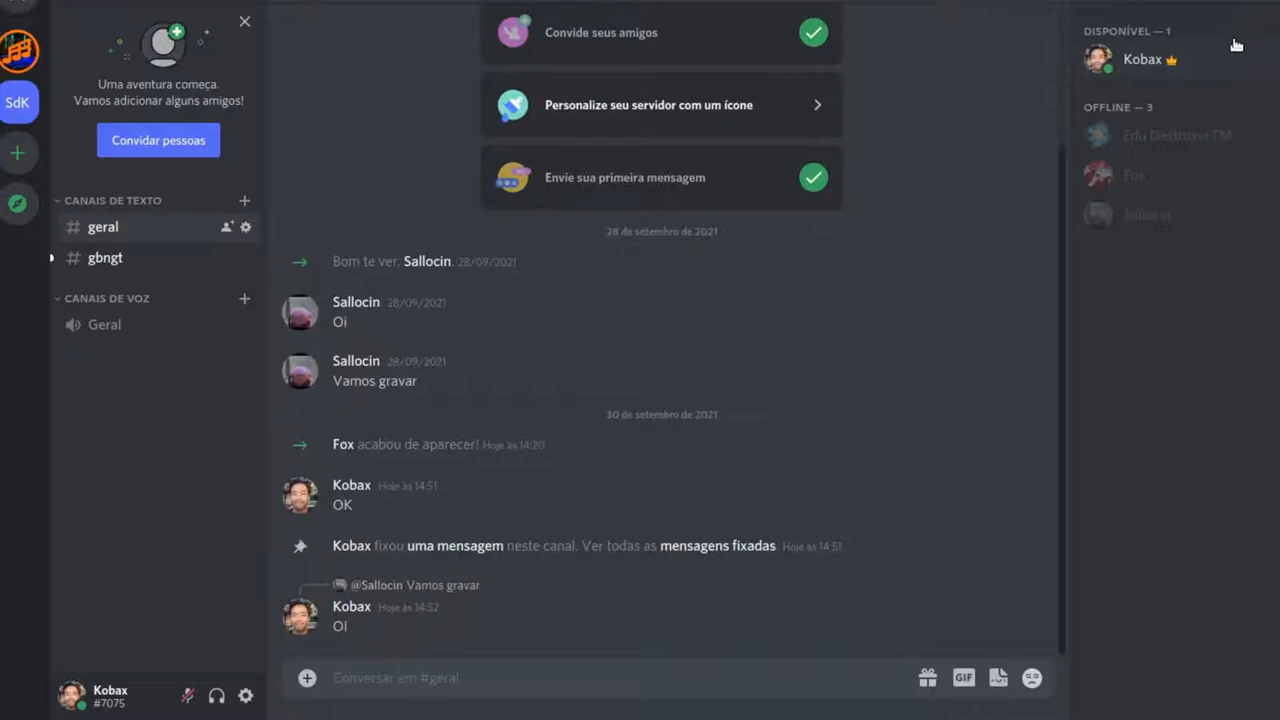 Uma aventura começa.
Vamos adicionar alguns amigos!
Convidar pessoas
SdK
CANAIS DE TEXTO
geral
gbngt
CANAIS DE VOZ
Geral
Kobax
#7075
Convide seus amigos
Personalize seu servidor com um ícone
Envie sua primeira mensagem
28 de setembro de 2021
Bom te ver, Sallocin. 28/09/2021
Sallocin 28/09/2021
Oi
Sallocin 28/09/2021
Vamos gravar
30 de setembro de 2021
Fox acabou de aparecer! Hoje às 14:20
Kobax Hoje às 14:51
OK
Kobax fixou uma mensagem neste canal. Ver todas as mensagens fixadas. Hoje às 14:51
@Sallocin Vamos gravar
Kobax Hoje às 14:52
OI
Conversar em #geral
GIF
DISPONÍVEL — 1
Kobax
OFFLINE — 3
Edu Destroyer TM
Fox
Sallocin